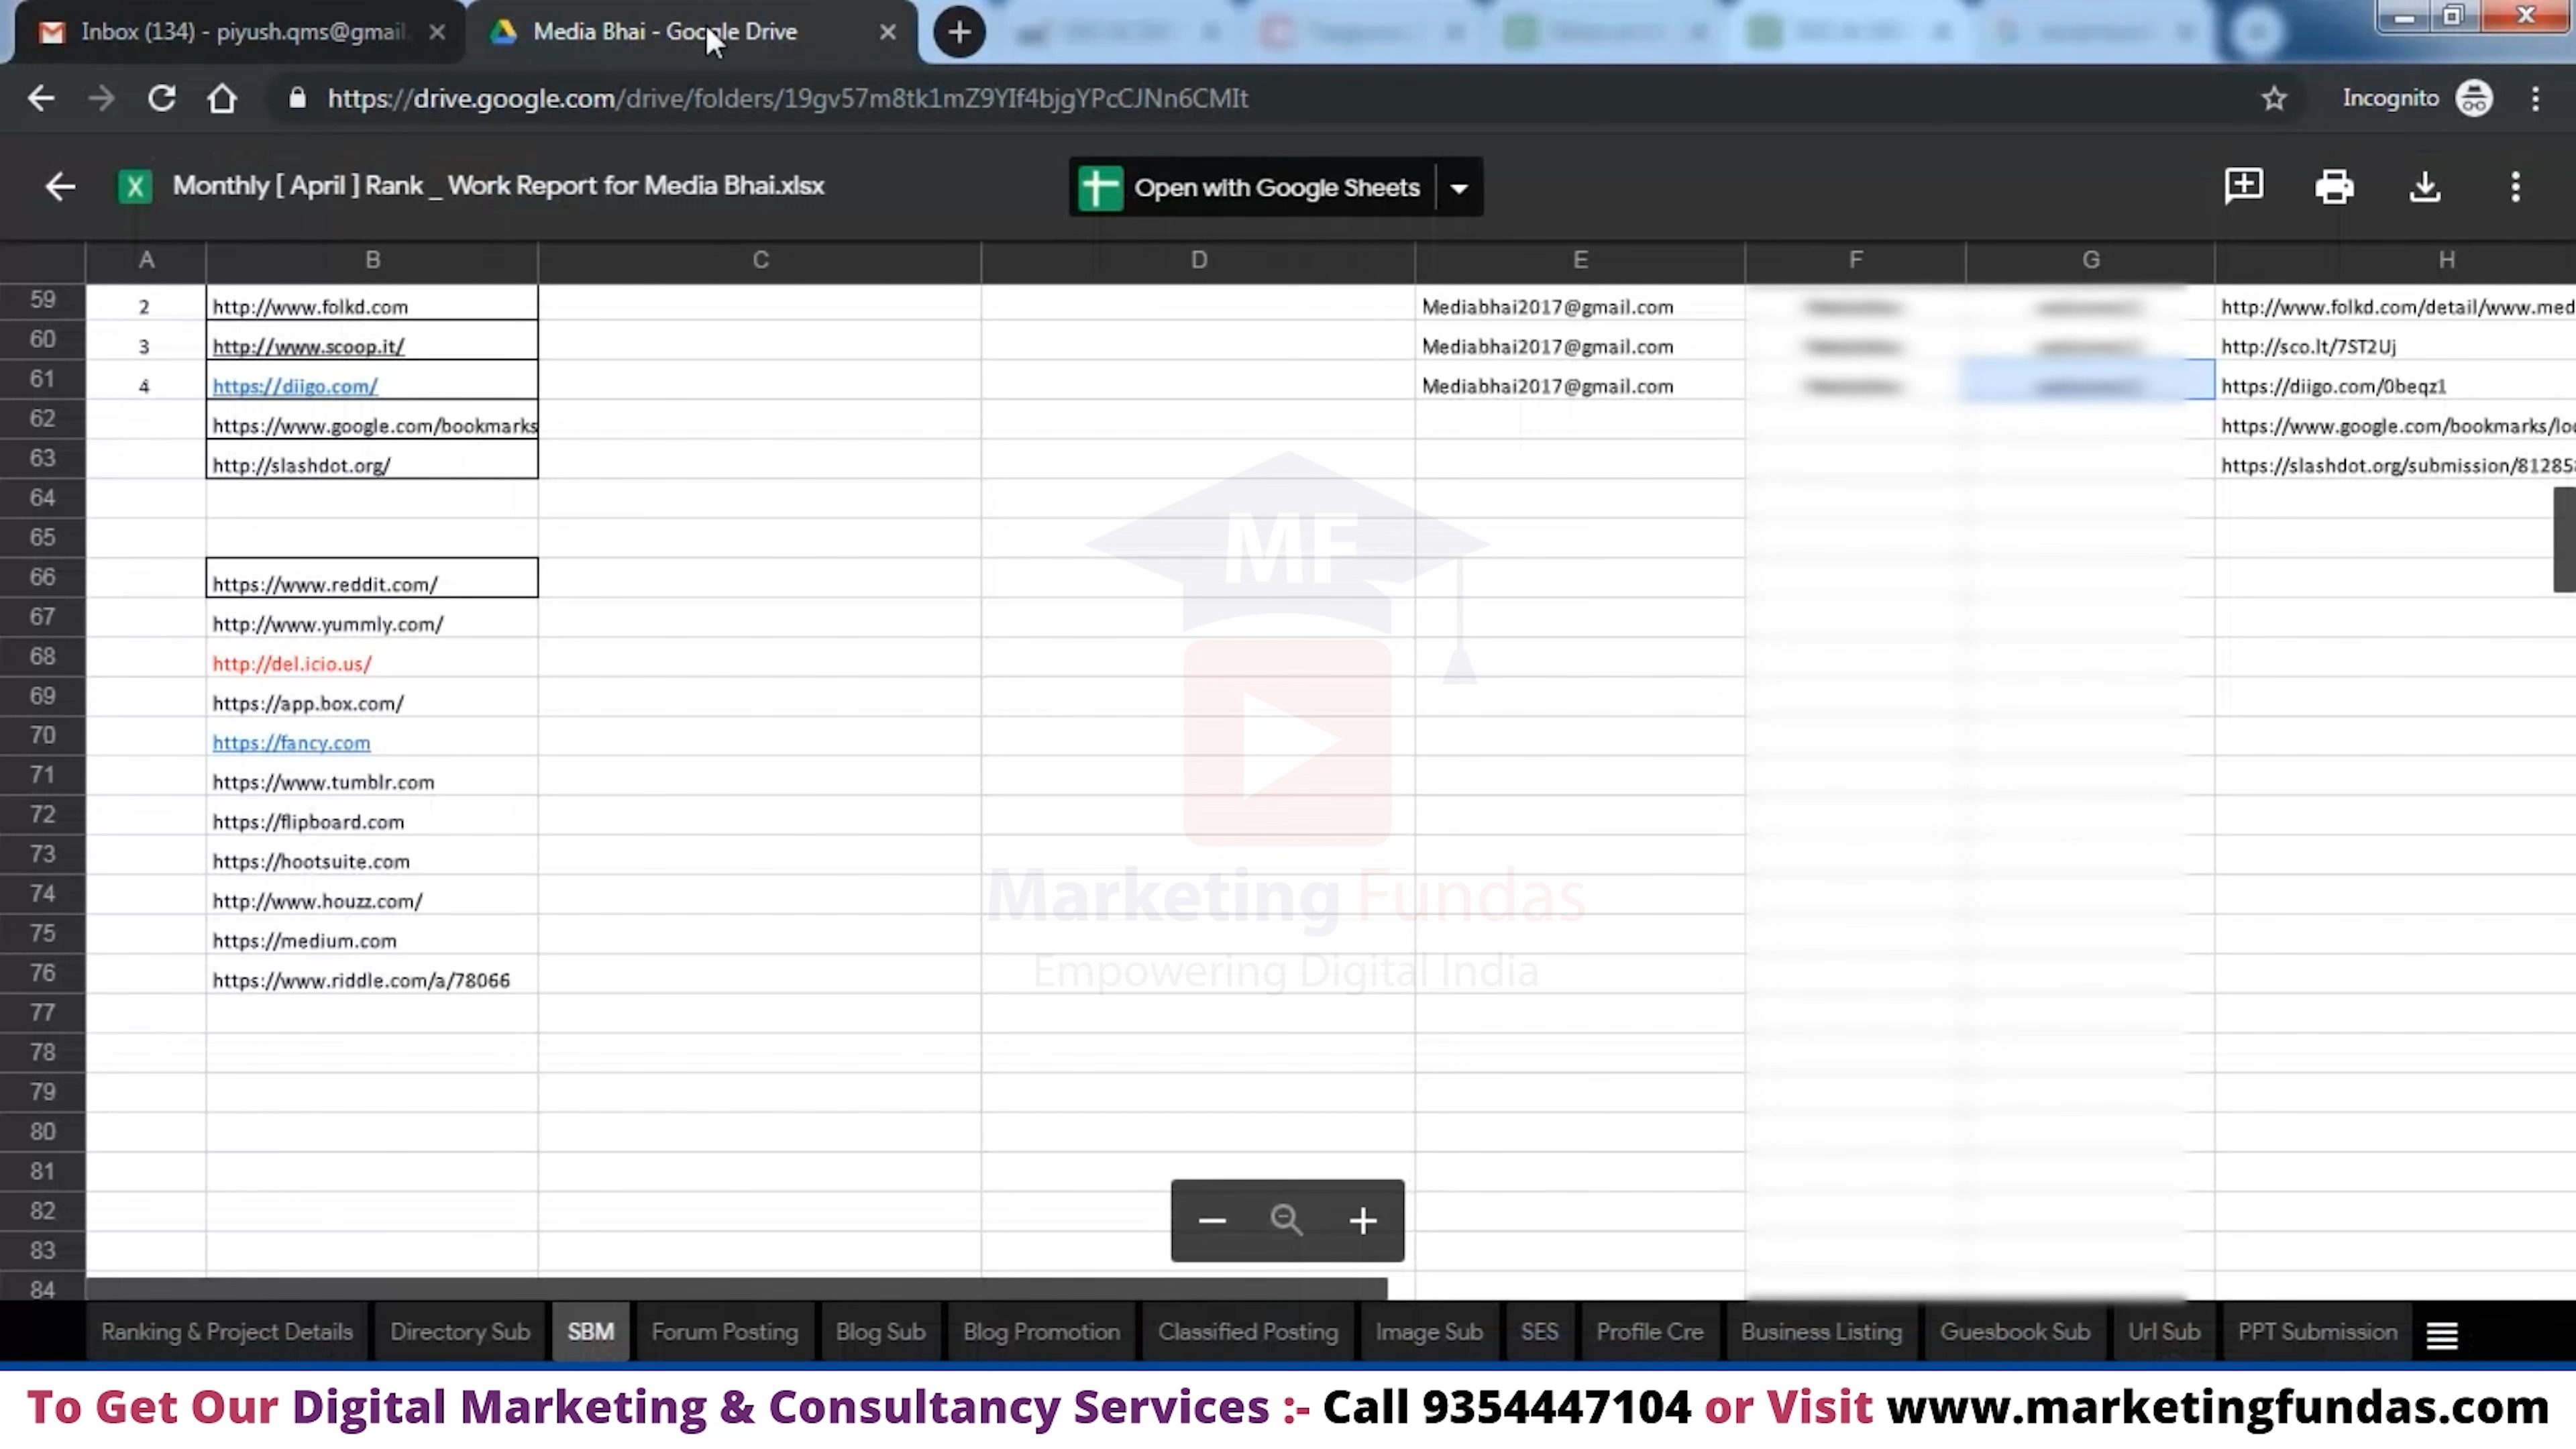 Inbox (134) - piyush.qms@gmail.
Media Bhai - Google Drive
https://drive.google.com/drive/folders/19gv57m8tk1mZ9YIf4bjgYPcCJNn6CMIt
Incognito
Monthly [ April ] Rank _ Work Report for Media Bhai.xlsx
Open with Google Sheets
A B C D E F G H
59 2 http://www.folkd.com Mediabhai2017@gmail.com http://www.folkd.com/detail/www.med
60 3 http://www.scoop.it/ Mediabhai2017@gmail.com http://sco.lt/7ST2Uj
61 4 https://diigo.com/ Mediabhai2017@gmail.com https://diigo.com/0beqz1
62 https://www.google.com/bookmarks https://www.google.com/bookmarks/loo
63 http://slashdot.org/ https://slashdot.org/submission/81285
64
65
66 https://www.reddit.com/
67 http://www.yummly.com/
68 http://del.icio.us/
69 https://app.box.com/
70 https://fancy.com
71 https://www.tumblr.com
72 https://flipboard.com
73 https://hootsuite.com
74 http://www.houzz.com/
75 https://medium.com
76 https://www.riddle.com/a/78066
77
78
79
80
81
82
83
84
MF
Marketing Fundas
Empowering Digital India
Ranking & Project Details Directory Sub SBM Forum Posting Blog Sub Blog Promotion Classified Posting Image Sub SES Profile Cre Business Listing Guesbook Sub Url Sub PPT Submission
To Get Our Digital Marketing & Consultancy Services :- Call 9354447104 or Visit www.marketingfundas.com